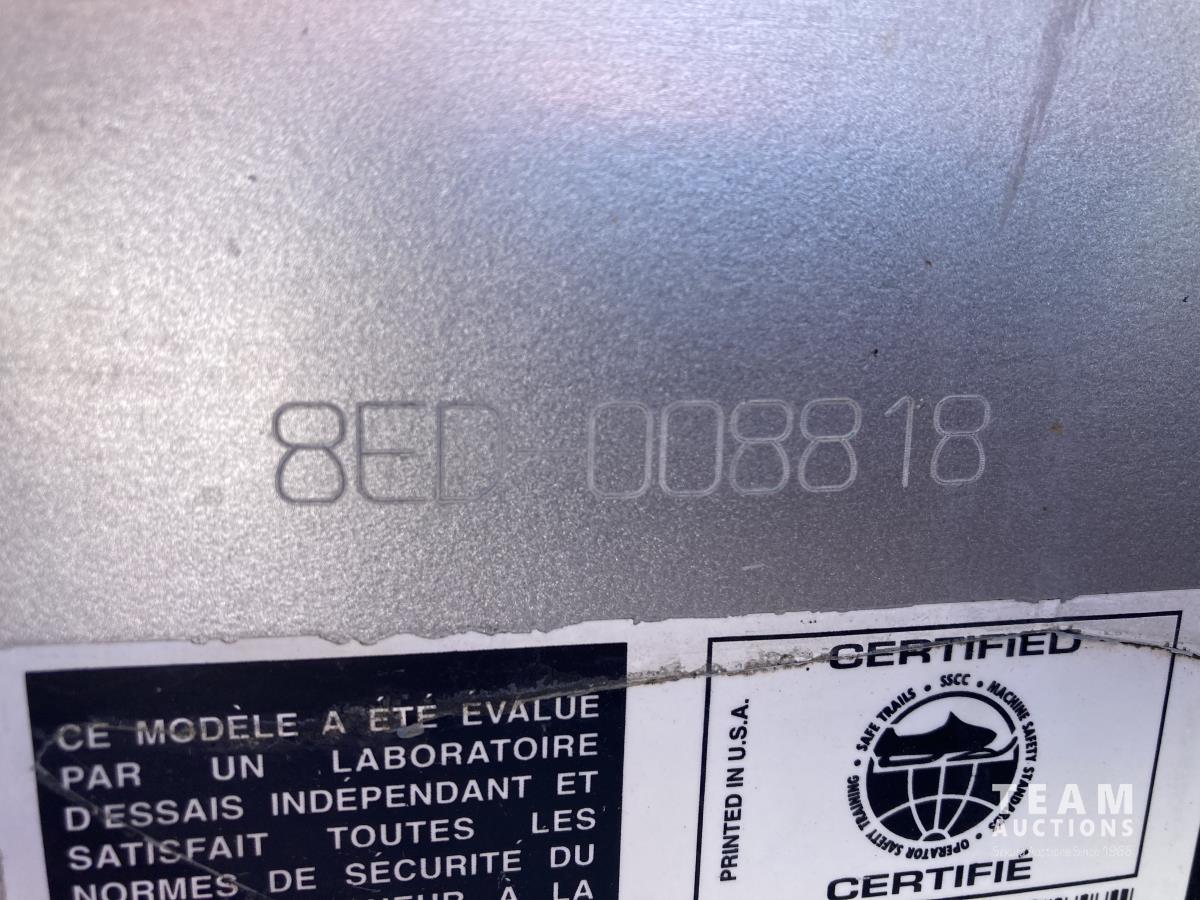 8ED-008818
CE MODÈLE A ÉTÉ ÉVALUÉ
PAR UN LABORATOIRE
D'ESSAIS INDÉPENDANT ET
SATISFAIT TOUTES LES
NORMES DE SÉCURITÉ DU
À LA
CERTIFIED
PRINTED IN U.S.A.
SAFE TRAILS • SSCC • MACHINE SAFETY STANDARDS • OPERATOR SAFETY TRAINING •
CERTIFIÉ
TEAM
AUCTIONS